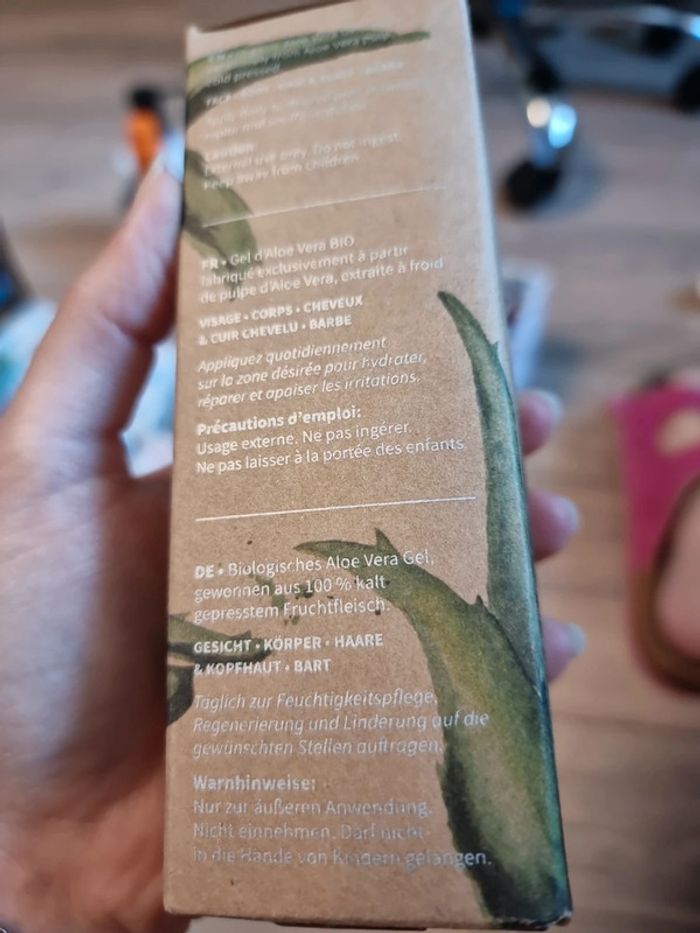 from Aloe Vera pulp
cold pressed
Caution
External use only. Do not ingest.
Keep away from children
FR • Gel d'Aloe Vera BIO
fabriqué exclusivement à partir
de pulpe d'Aloe Vera, extraite à froid
VISAGE • CORPS • CHEVEUX
& CUIR CHEVELU • BARBE
Appliquez quotidiennement
sur la zone désirée pour hydrater,
réparer et apaiser les irritations.
Précautions d'emploi:
Usage externe. Ne pas ingérer.
Ne pas laisser à la portée des enfants
DE • Biologisches Aloe Vera Gel,
gewonnen aus 100 % kalt
gepresstem Fruchtfleisch.
GESICHT • KÖRPER • HAARE
& KOPFHAUT • BART
Täglich zur Feuchtigkeitspflege,
Regenerierung und Linderung auf die
gewünschten Stellen auftragen.
Warnhinweise:
Nur zur äußeren Anwendung.
Nicht einnehmen. Darf nicht
in die Hände von Kindern gelangen.